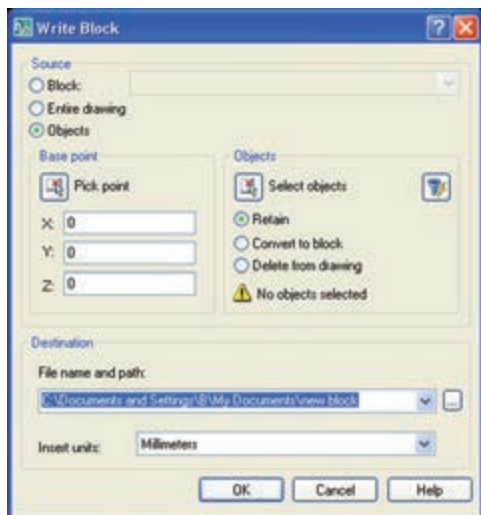 Write Block
Source
Block:
Entire drawing
Objects
Base point
Pick point
X: 0
Y: 0
Z: 0
Objects
Select objects
Retain
Convert to block
Delete from drawing
No objects selected
Destination
File name and path:
C:\Documents and Settings\B\My Documents\new block
...
Insert units:
Millimeters
OK
Cancel
Help